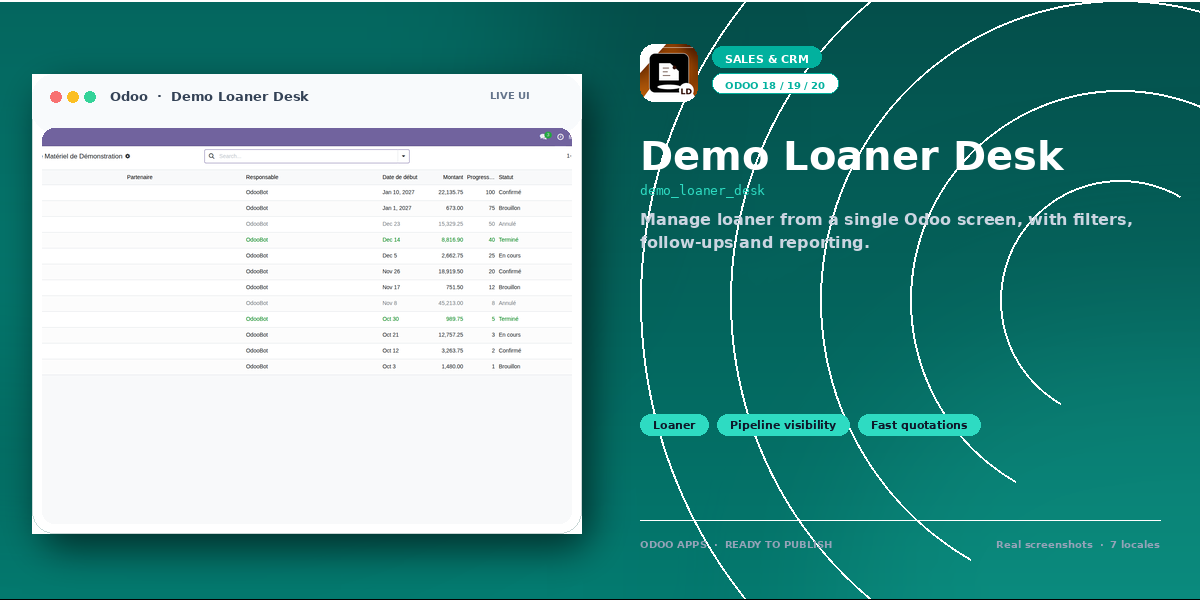 Odoo · Demo Loaner Desk
LIVE UI
Matériel de Démonstration
Search...
Partenaire Responsable Date de début Montant Progress... Statut
OdooBot Jan 10, 2027 22,135.75 100 Confirmé
OdooBot Jan 1, 2027 673.00 75 Brouillon
OdooBot Dec 23 15,329.25 50 Annulé
OdooBot Dec 14 8,816.90 40 Terminé
OdooBot Dec 5 2,662.75 25 En cours
OdooBot Nov 26 18,919.50 20 Confirmé
OdooBot Nov 17 751.50 12 Brouillon
OdooBot Nov 8 45,213.00 8 Annulé
OdooBot Oct 30 989.75 5 Terminé
OdooBot Oct 21 12,757.25 3 En cours
OdooBot Oct 12 3,263.75 2 Confirmé
OdooBot Oct 3 1,480.00 1 Brouillon
LD
SALES & CRM
ODOO 18 / 19 / 20
Demo Loaner Desk
demo_loaner_desk
Manage loaner from a single Odoo screen, with filters,
follow-ups and reporting.
Loaner Pipeline visibility Fast quotations
ODOO APPS · READY TO PUBLISH
Real screenshots · 7 locales